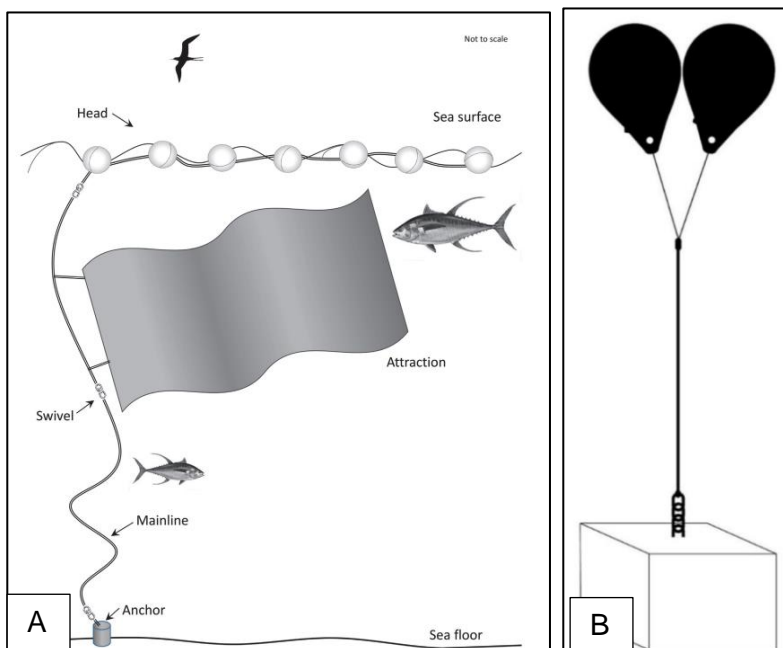 Not to scale
Head
Sea surface
Attraction
Swivel
Mainline
Anchor
Sea floor
A
B